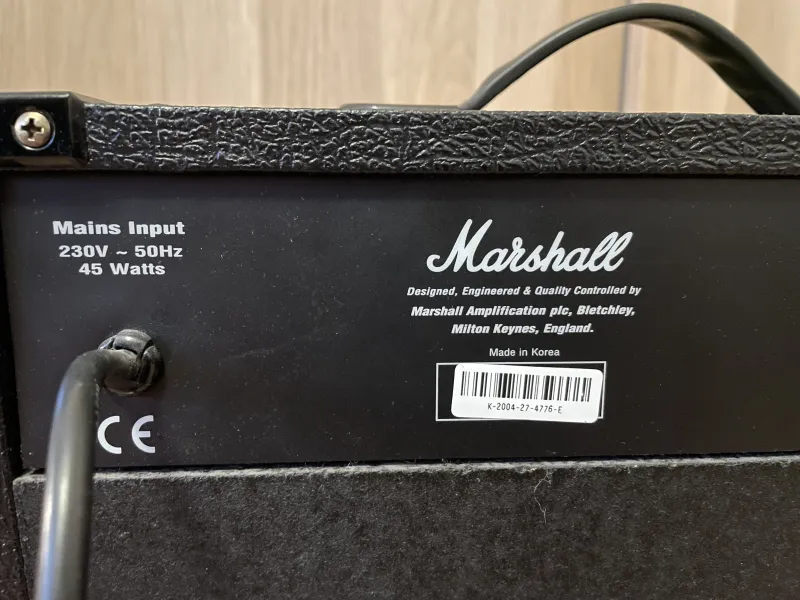 Mains Input
230V ~ 50Hz
45 Watts
Marshall
Designed, Engineered & Quality Controlled by
Marshall Amplification plc, Bletchley,
Milton Keynes, England.
Made in Korea
K-2004-27-4776-E
CE